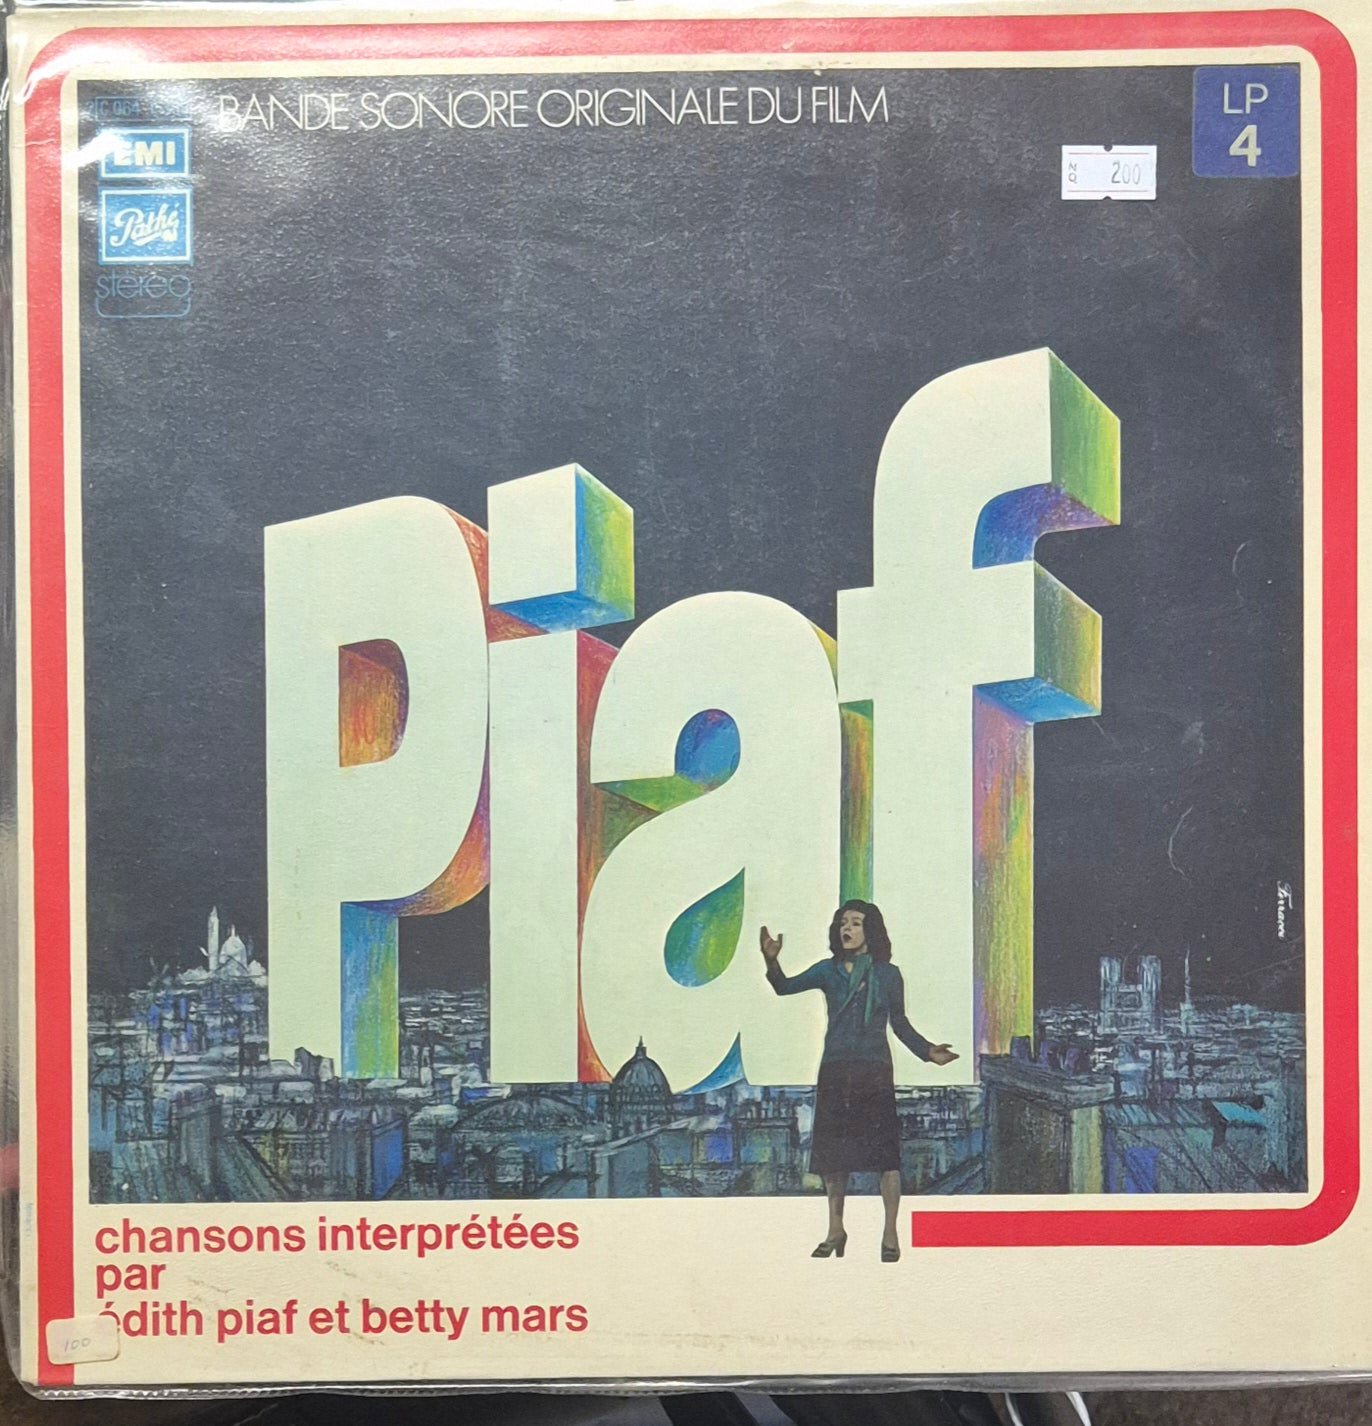 BANDE SONORE ORIGINALE DU FILM
LP
4
EMI
Pathé
stereo
NO 200
Piaf
chansons interprétées
par
édith piaf et betty mars
100